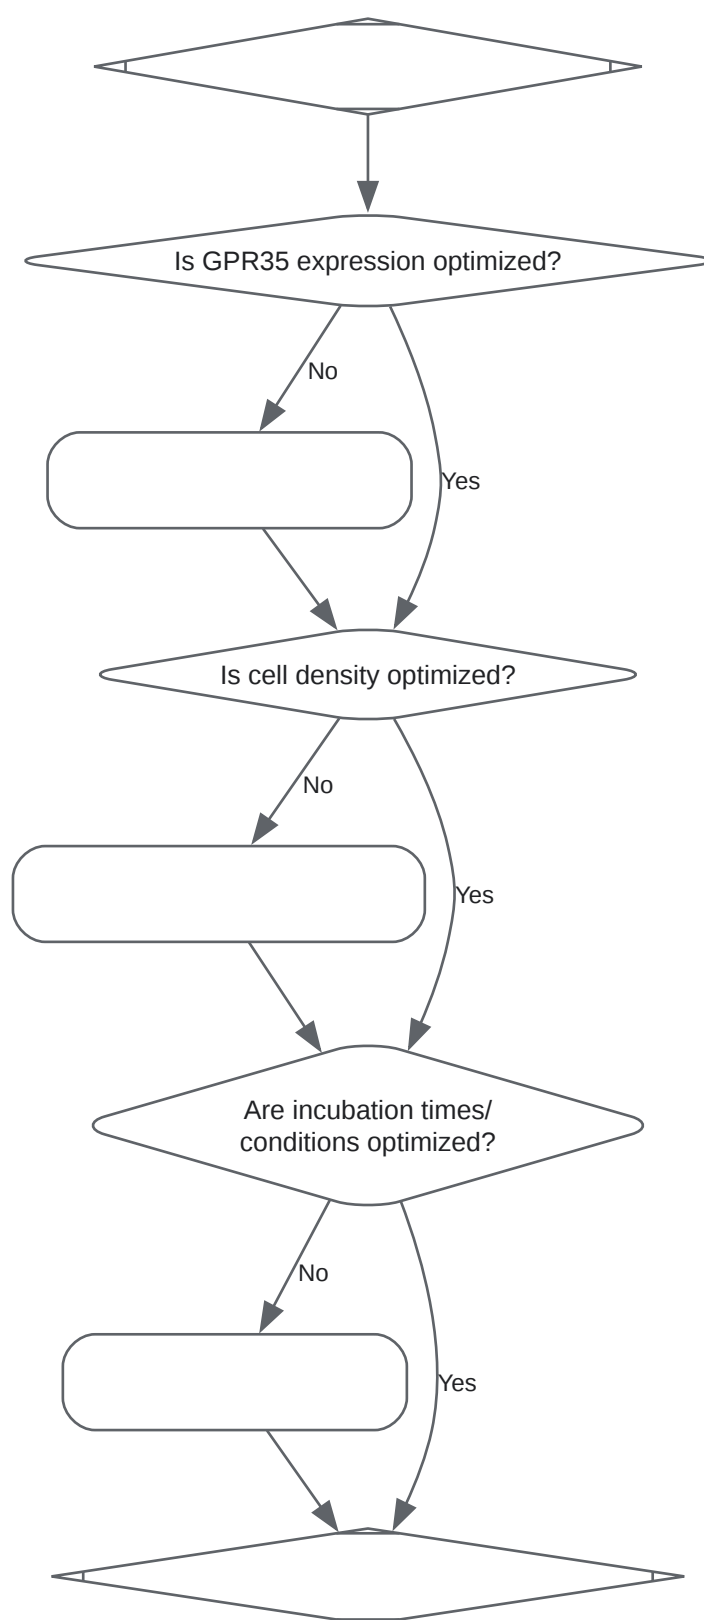 Is GPR35 expression optimized?
No
Yes
Is cell density optimized?
No
Yes
Are incubation times/
conditions optimized?
No
Yes